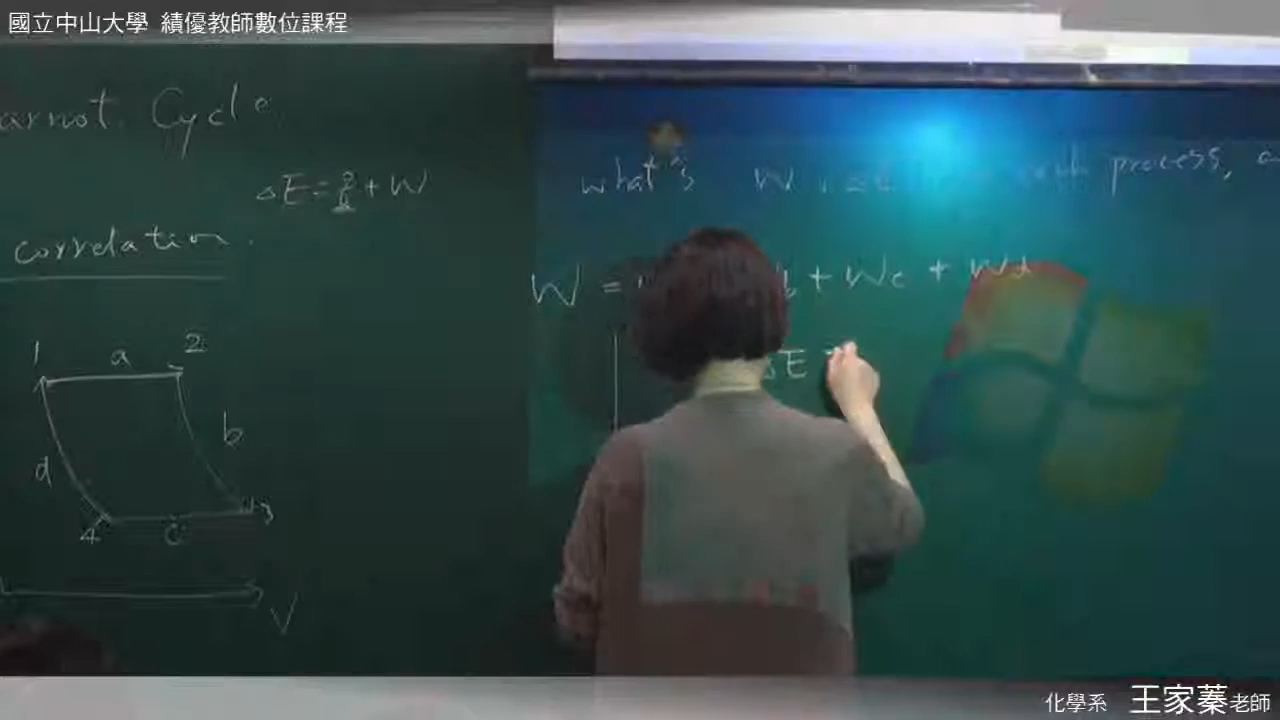 國立中山大學 績優教師數位課程
Cycle
ΔE = q + W
correlation.
1 a 2
b
d
3
4 c
V
what's W, process,
W = + Wc + Wd
ΔE =
化學系 王家蓁老師